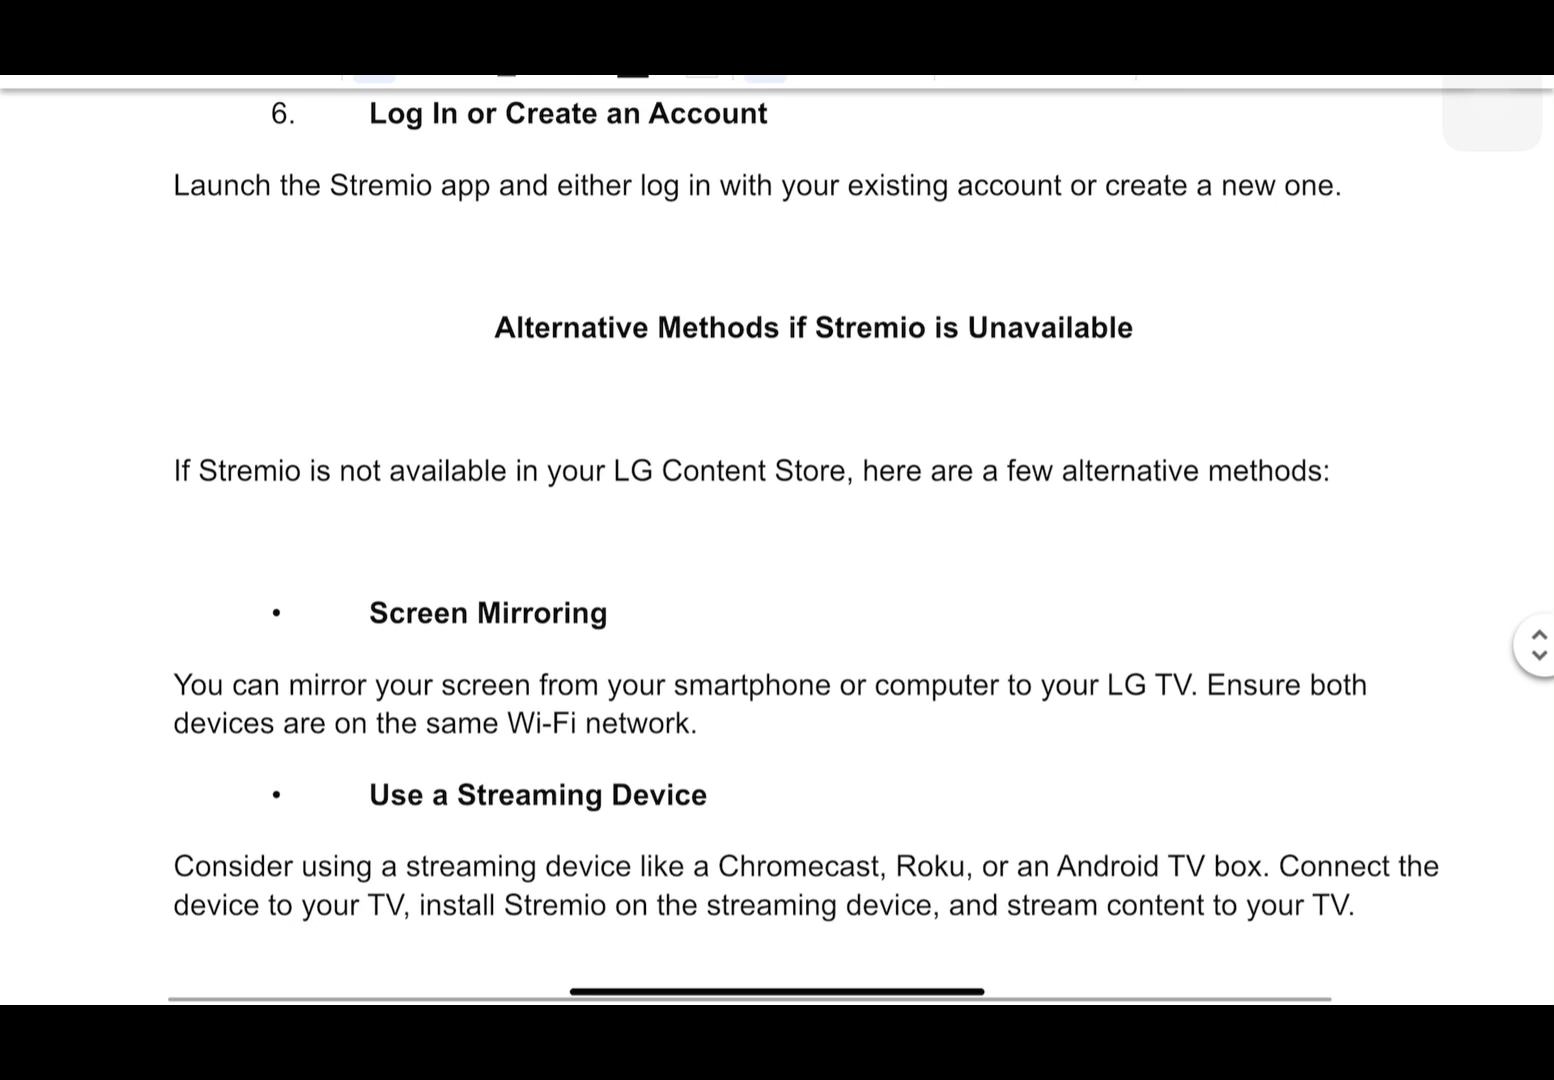 6. Log In or Create an Account
Launch the Stremio app and either log in with your existing account or create a new one.
Alternative Methods if Stremio is Unavailable
If Stremio is not available in your LG Content Store, here are a few alternative methods:
• Screen Mirroring
You can mirror your screen from your smartphone or computer to your LG TV. Ensure both
devices are on the same Wi-Fi network.
• Use a Streaming Device
Consider using a streaming device like a Chromecast, Roku, or an Android TV box. Connect the
device to your TV, install Stremio on the streaming device, and stream content to your TV.